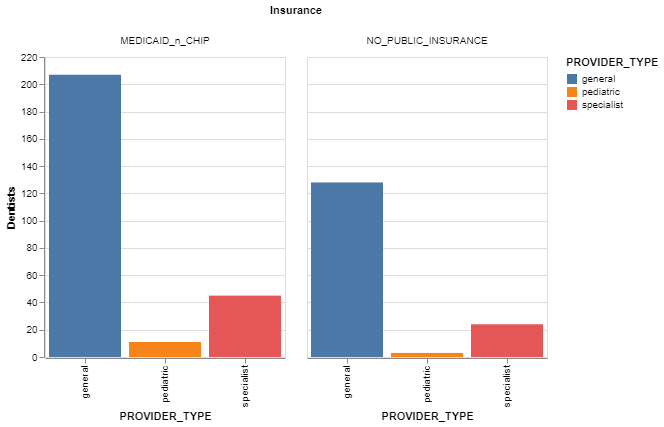 Insurance
MEDICAID_n_CHIP
NO_PUBLIC_INSURANCE
PROVIDER_TYPE
general
pediatric
specialist
Dentists
220
200
180
160
140
120
100
80
60
40
20
0
general
pediatric
specialist
general
pediatric
specialist
PROVIDER_TYPE
PROVIDER_TYPE